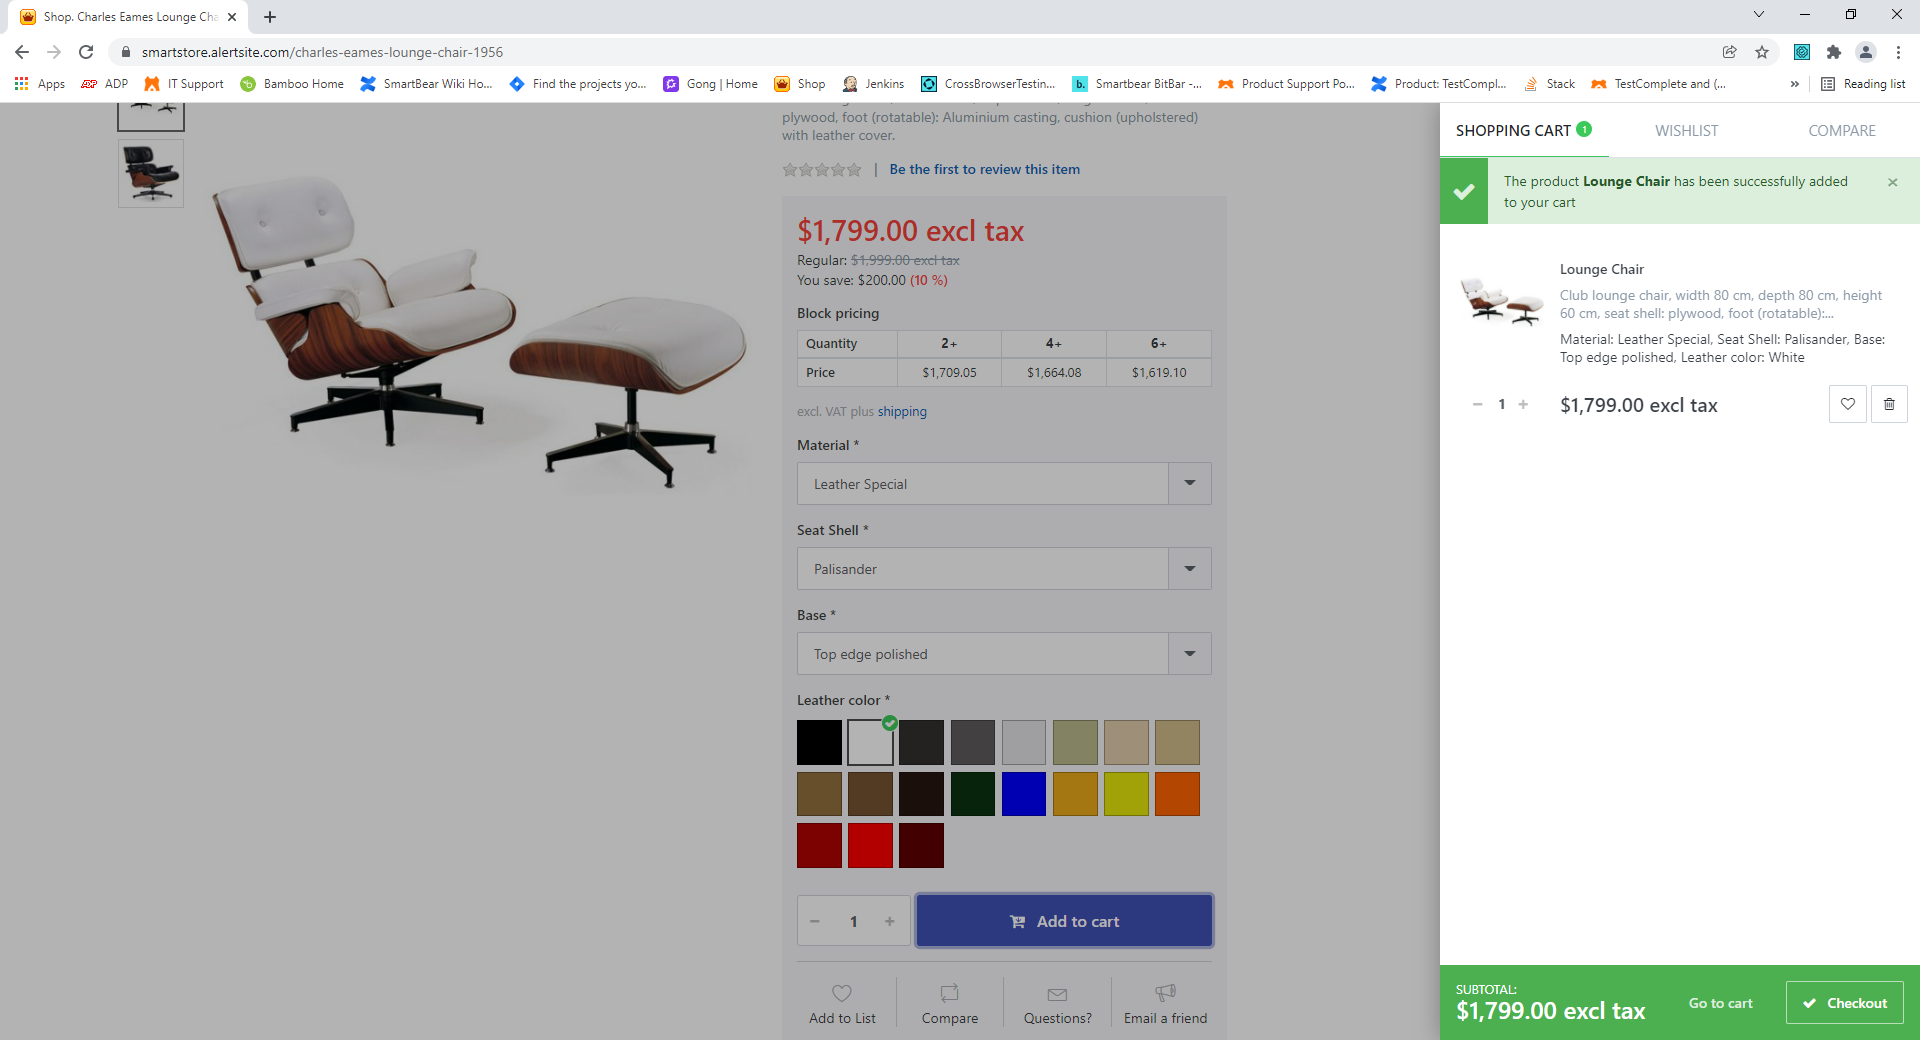 Shop. Charles Eames Lounge Cha
smartstore.alertsite.com/charles-eames-lounge-chair-1956
Apps
ADP
IT Support
Bamboo Home
SmartBear Wiki Ho...
Find the projects yo...
Gong | Home
Shop
Jenkins
CrossBrowserTestin...
b.
Smartbear BitBar -...
Product Support Po...
Product: TestCompl...
Stack
TestComplete and (...
»
Reading list
plywood, foot (rotatable): Aluminium casting, cushion (upholstered)
with leather cover.
| Be the first to review this item
$1,799.00 excl tax
Regular: $1,999.00 excl tax
You save: $200.00 (10 %)
Block pricing
Quantity 2+ 4+ 6+
Price $1,709.05 $1,664.08 $1,619.10
excl. VAT plus shipping
Material *
Leather Special
Seat Shell *
Palisander
Base *
Top edge polished
Leather color *
− 1 +
Add to cart
Add to List
Compare
Questions?
Email a friend
SHOPPING CART 1
WISHLIST
COMPARE
The product Lounge Chair has been successfully added
to your cart
×
Lounge Chair
Club lounge chair, width 80 cm, depth 80 cm, height
60 cm, seat shell: plywood, foot (rotatable):...
Material: Leather Special, Seat Shell: Palisander, Base:
Top edge polished, Leather color: White
− 1 +
$1,799.00 excl tax
SUBTOTAL:
$1,799.00 excl tax
Go to cart
Checkout